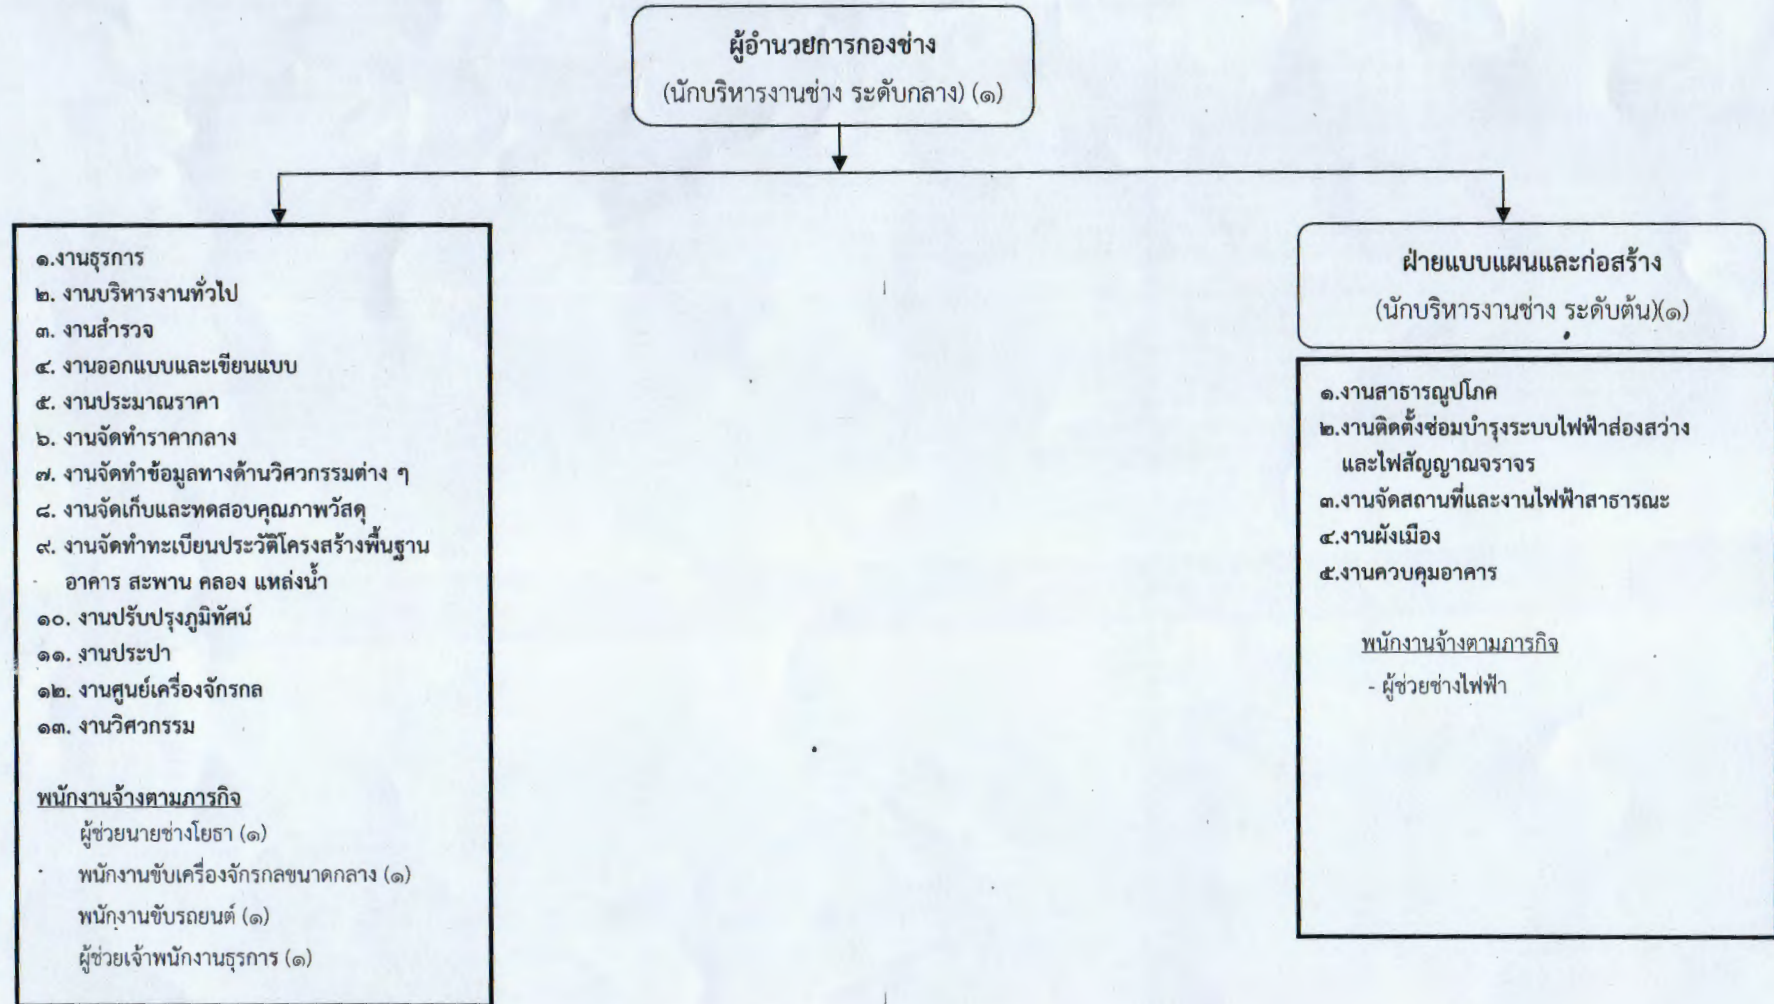 ผู้อำนวยการกองช่าง
(นักบริหารงานช่าง ระดับกลาง) (๑)
๑.งานธุรการ
๒. งานบริหารงานทั่วไป
๓. งานสำรวจ
๔. งานออกแบบและเขียนแบบ
๕. งานประมาณราคา
๖. งานจัดทำราคากลาง
๗. งานจัดทำข้อมูลทางด้านวิศวกรรมต่าง ๆ
๘. งานจัดเก็บและทดสอบคุณภาพวัสดุ
๙. งานจัดทำทะเบียนประวัติโครงสร้างพื้นฐาน
อาคาร สะพาน คลอง แหล่งน้ำ
๑๐. งานปรับปรุงภูมิทัศน์
๑๑. งานประปา
๑๒. งานศูนย์เครื่องจักรกล
๑๓. งานวิศวกรรม
พนักงานจ้างตามภารกิจ
ผู้ช่วยนายช่างโยธา (๑)
พนักงานขับเครื่องจักรกลขนาดกลาง (๑)
พนักงานขับรถยนต์ (๑)
ผู้ช่วยเจ้าพนักงานธุรการ (๑)
ฝ่ายแบบแผนและก่อสร้าง
(นักบริหารงานช่าง ระดับต้น)(๑)
๑.งานสาธารณูปโภค
๒.งานติดตั้งซ่อมบำรุงระบบไฟฟ้าส่องสว่าง
และไฟสัญญาณจราจร
๓.งานจัดสถานที่และงานไฟฟ้าสาธารณะ
๔.งานผังเมือง
๕.งานควบคุมอาคาร
พนักงานจ้างตามภารกิจ
- ผู้ช่วยช่างไฟฟ้า